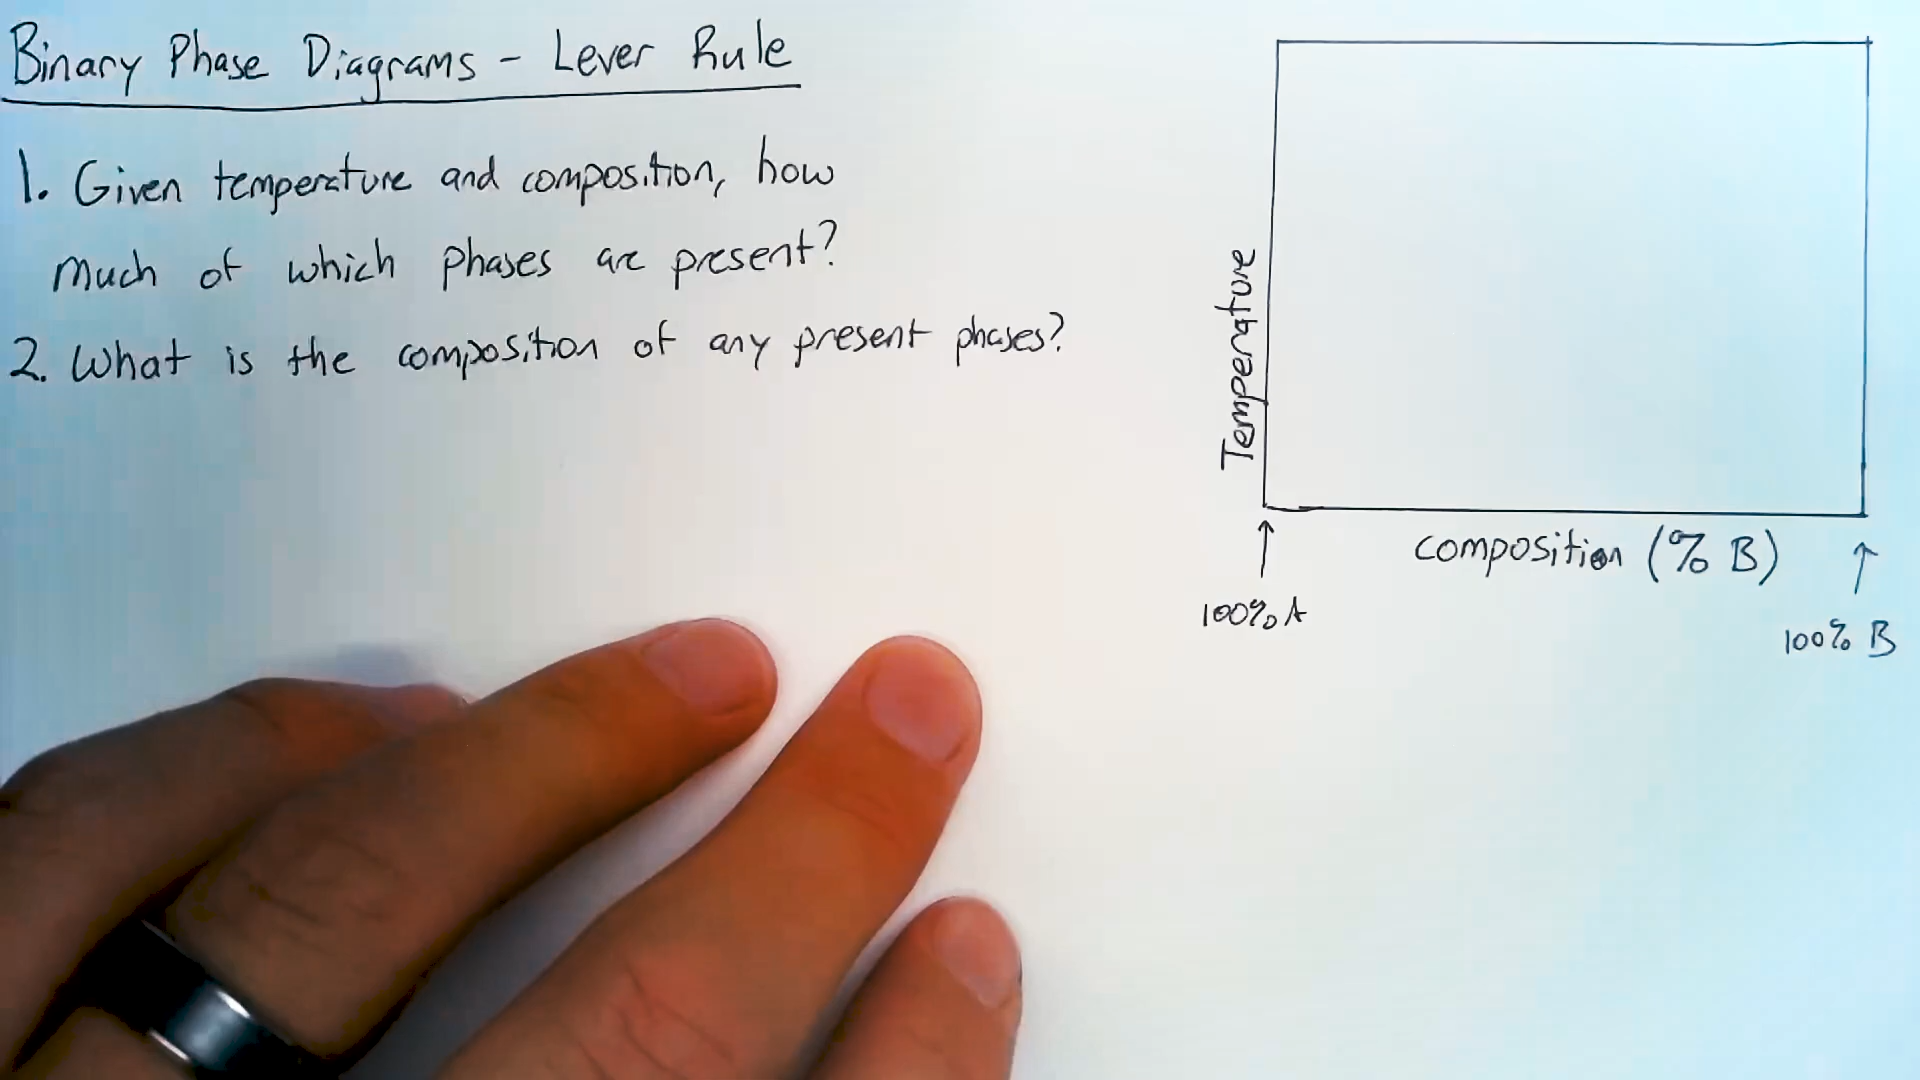 Binary Phase Diagrams - Lever Rule
1. Given temperature and composition, how
much of which phases are present?
2. What is the composition of any present phases?
Temperature
composition (% B)
100% A
100% B